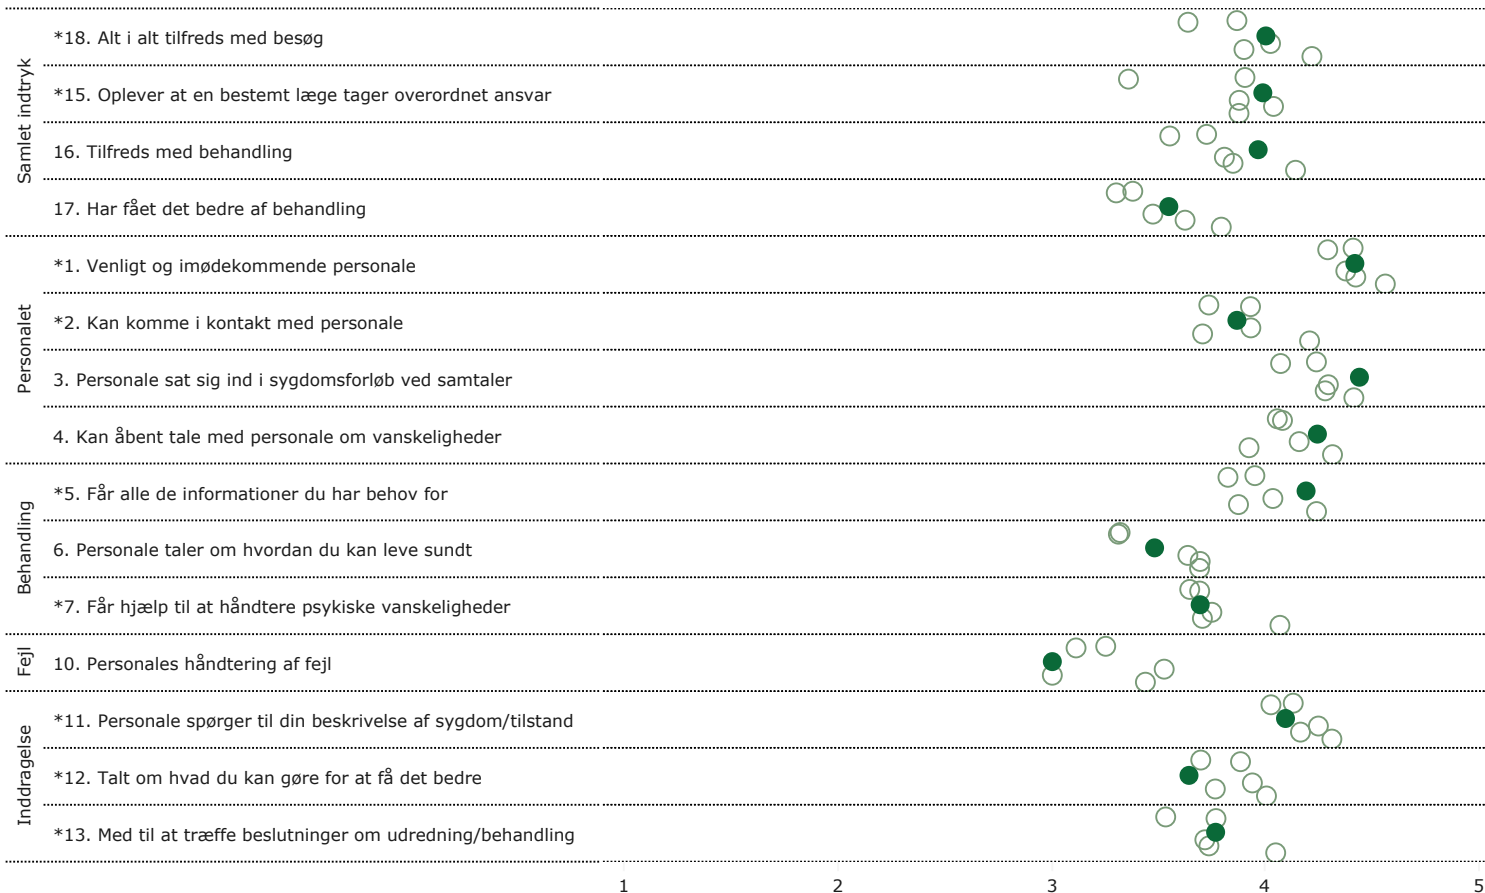 Samlet indtryk
*18. Alt i alt tilfreds med besøg
*15. Oplever at en bestemt læge tager overordnet ansvar
16. Tilfreds med behandling
17. Har fået det bedre af behandling
Personalet
*1. Venligt og imødekommende personale
*2. Kan komme i kontakt med personale
3. Personale sat sig ind i sygdomsforløb ved samtaler
4. Kan åbent tale med personale om vanskeligheder
Behandling
*5. Får alle de informationer du har behov for
6. Personale taler om hvordan du kan leve sundt
*7. Får hjælp til at håndtere psykiske vanskeligheder
Fejl
10. Personales håndtering af fejl
Inddragelse
*11. Personale spørger til din beskrivelse af sygdom/tilstand
*12. Talt om hvad du kan gøre for at få det bedre
*13. Med til at træffe beslutninger om udredning/behandling
1 2 3 4 5